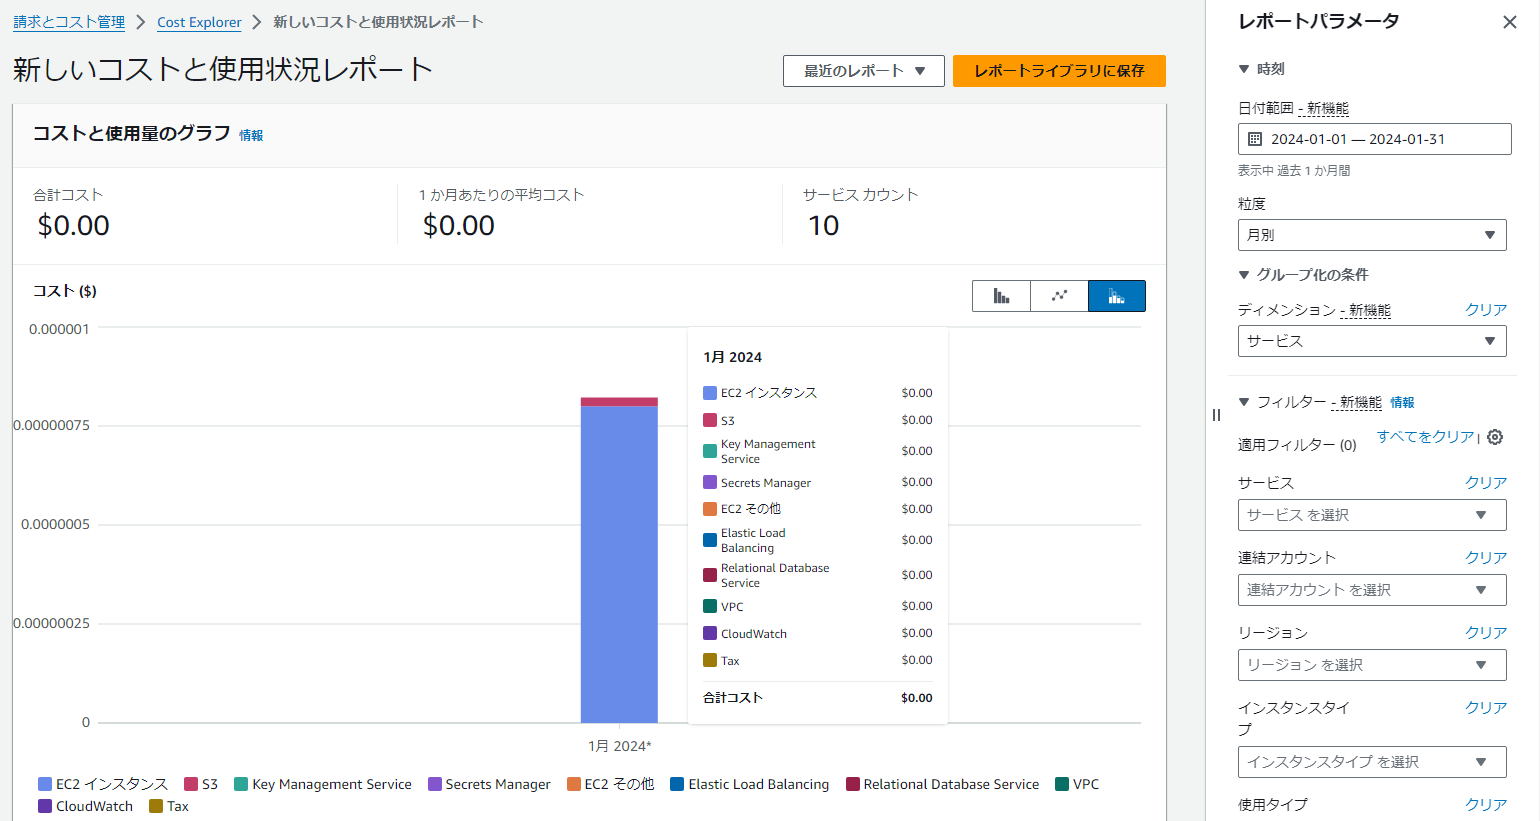 請求とコスト管理 > Cost Explorer > 新しいコストと使用状況レポート
新しいコストと使用状況レポート
最近のレポート ▼
レポートライブラリに保存
コストと使用量のグラフ 情報
合計コスト
$0.00
1 か月あたりの平均コスト
$0.00
サービス カウント
10
コスト ($)
0.000001
0.00000075
0.0000005
0.00000025
0
1月 2024
EC2 インスタンス $0.00
S3 $0.00
Key Management
Service $0.00
Secrets Manager $0.00
EC2 その他 $0.00
Elastic Load
Balancing $0.00
Relational Database
Service $0.00
VPC $0.00
CloudWatch $0.00
Tax $0.00
合計コスト $0.00
1月 2024*
EC2 インスタンス S3 Key Management Service Secrets Manager EC2 その他 Elastic Load Balancing Relational Database Service VPC
CloudWatch Tax
レポートパラメータ
▼ 時刻
日付範囲 - 新機能
2024-01-01 — 2024-01-31
表示中 過去 1 か月間
粒度
月別
▼ グループ化の条件
ディメンション - 新機能 クリア
サービス
▼ フィルター - 新機能 情報
適用フィルター (0) すべてをクリア |
サービス クリア
サービス を選択
連結アカウント クリア
連結アカウント を選択
リージョン クリア
リージョン を選択
インスタンスタイ クリア
プ
インスタンスタイプ を選択
使用タイプ クリア